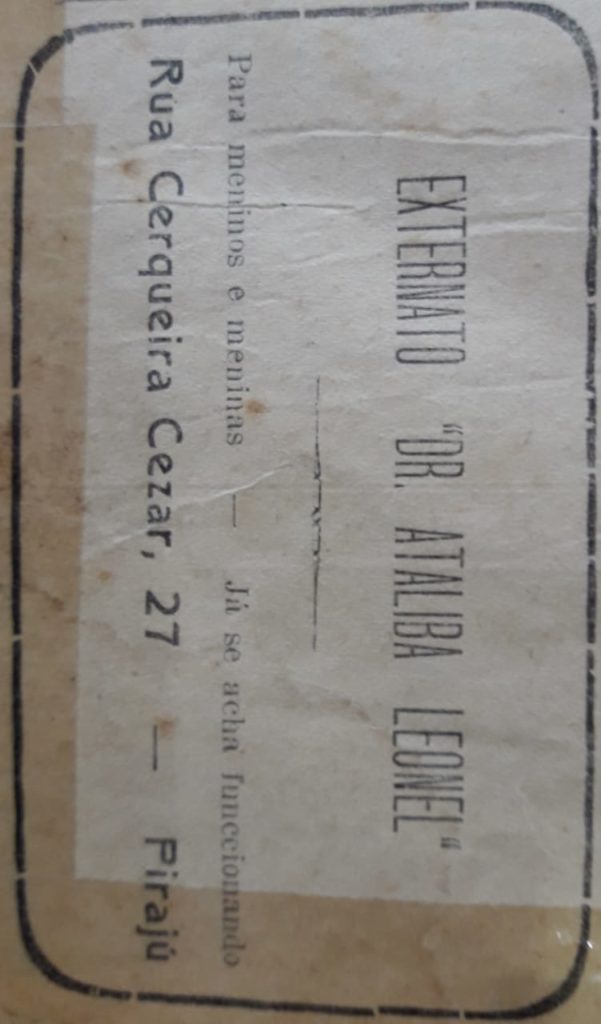 EXTERNATO "DR. ATALIBA LEONEL"
Para meninos e meninas — Já se acha funccionando
Rua Cerqueira Cezar, 27 — Pirajú